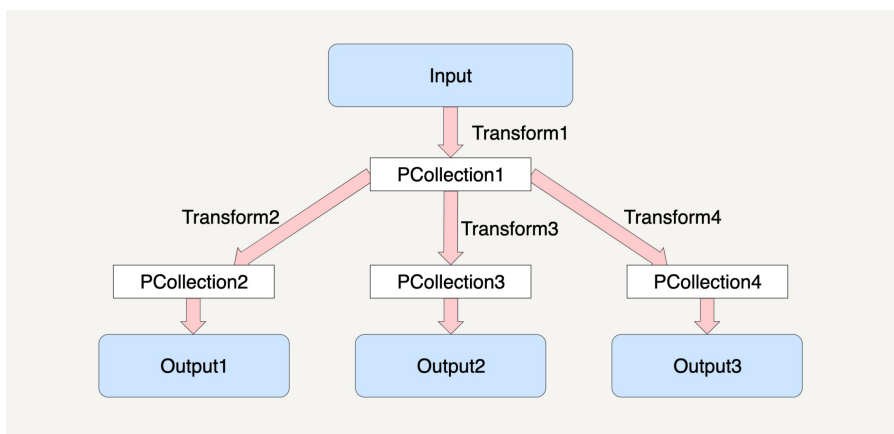 Input
Transform1
PCollection1
Transform2
Transform3
Transform4
PCollection2
PCollection3
PCollection4
Output1
Output2
Output3